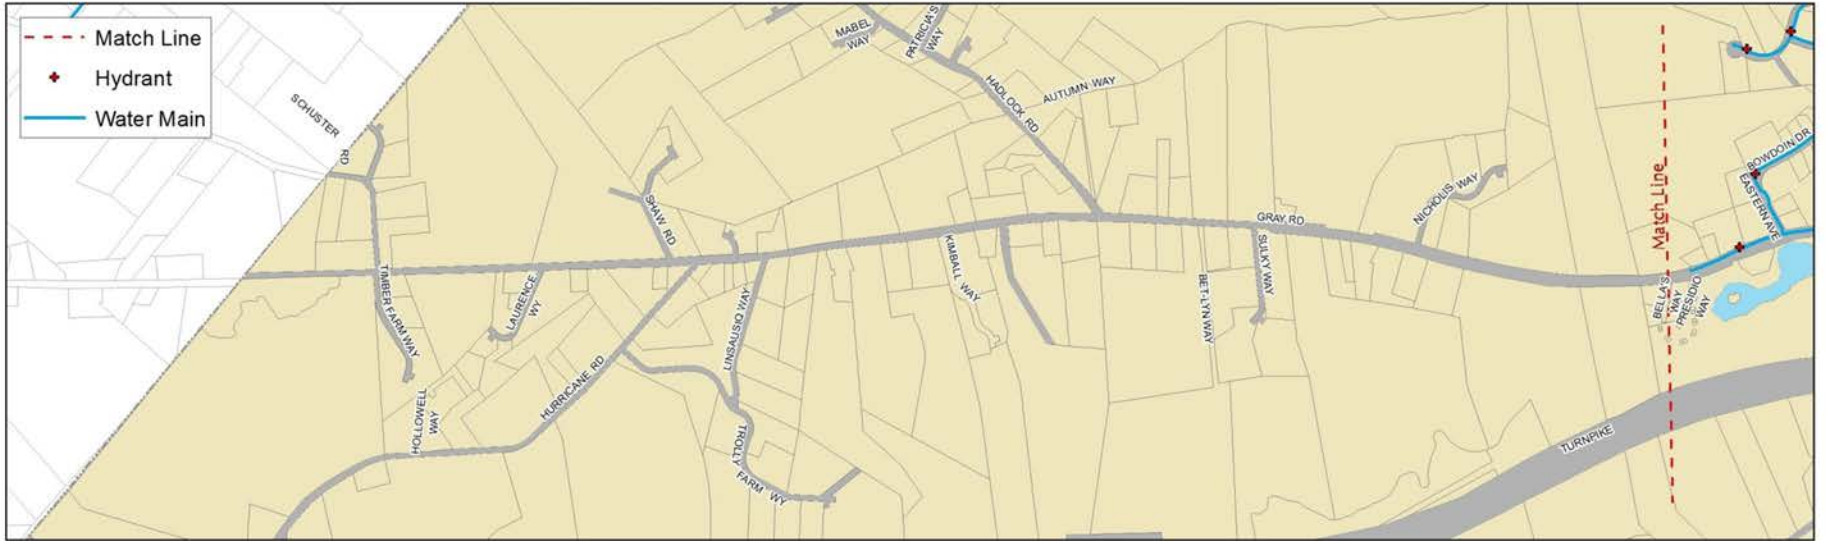 Match Line
Hydrant
Water Main
SCHUSTER
RD
MABEL
WAY
PATRICIA'S
WAY
HADLOCK RD
AUTUMN WAY
SHAW RD
TIMBER FARM WAY
LAURENCE
WY
HOLLOWELL
WAY
HURRICANE RD
LINSAUSIQ WAY
TROLLY
FARM WY
KIMBALL WAY
BET-LYN WAY
SULKY WAY
GRAY RD
NICHOLIS WAY
Match Line
BELLA'S
WAY
PRESIDIO
WAY
BOWDOIN DR
EASTERN AVE
TURNPIKE